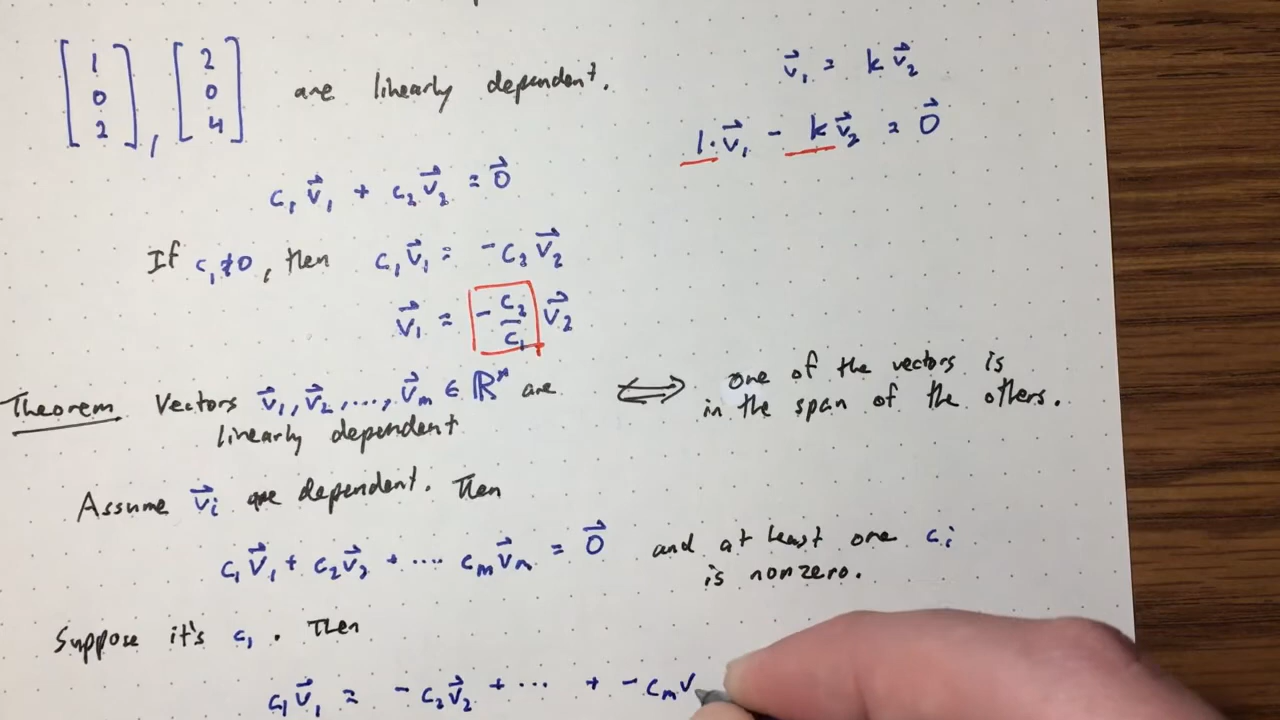 [1 0 2], [2 0 4] are linearly dependent.
v⃗₁ = k v⃗₂
1·v⃗₁ - k v⃗₂ = 0⃗
c₁v⃗₁ + c₂v⃗₂ = 0⃗
If c₁≠0, then c₁v⃗₁ = -c₂v⃗₂
v⃗₁ = -c₂/c₁ v⃗₂
Theorem Vectors v⃗₁, v⃗₂, ..., v⃗ₘ ∈ ℝⁿ are
linearly dependent
⟺ one of the vectors is
in the span of the others.
Assume v⃗ᵢ are dependent. Then
c₁v⃗₁ + c₂v⃗₂ + .... cₘv⃗ₘ = 0⃗ and at least one cᵢ
is nonzero.
Suppose it's c₁. Then
c₁v⃗₁ = -c₂v⃗₂ + ... + -cₘv